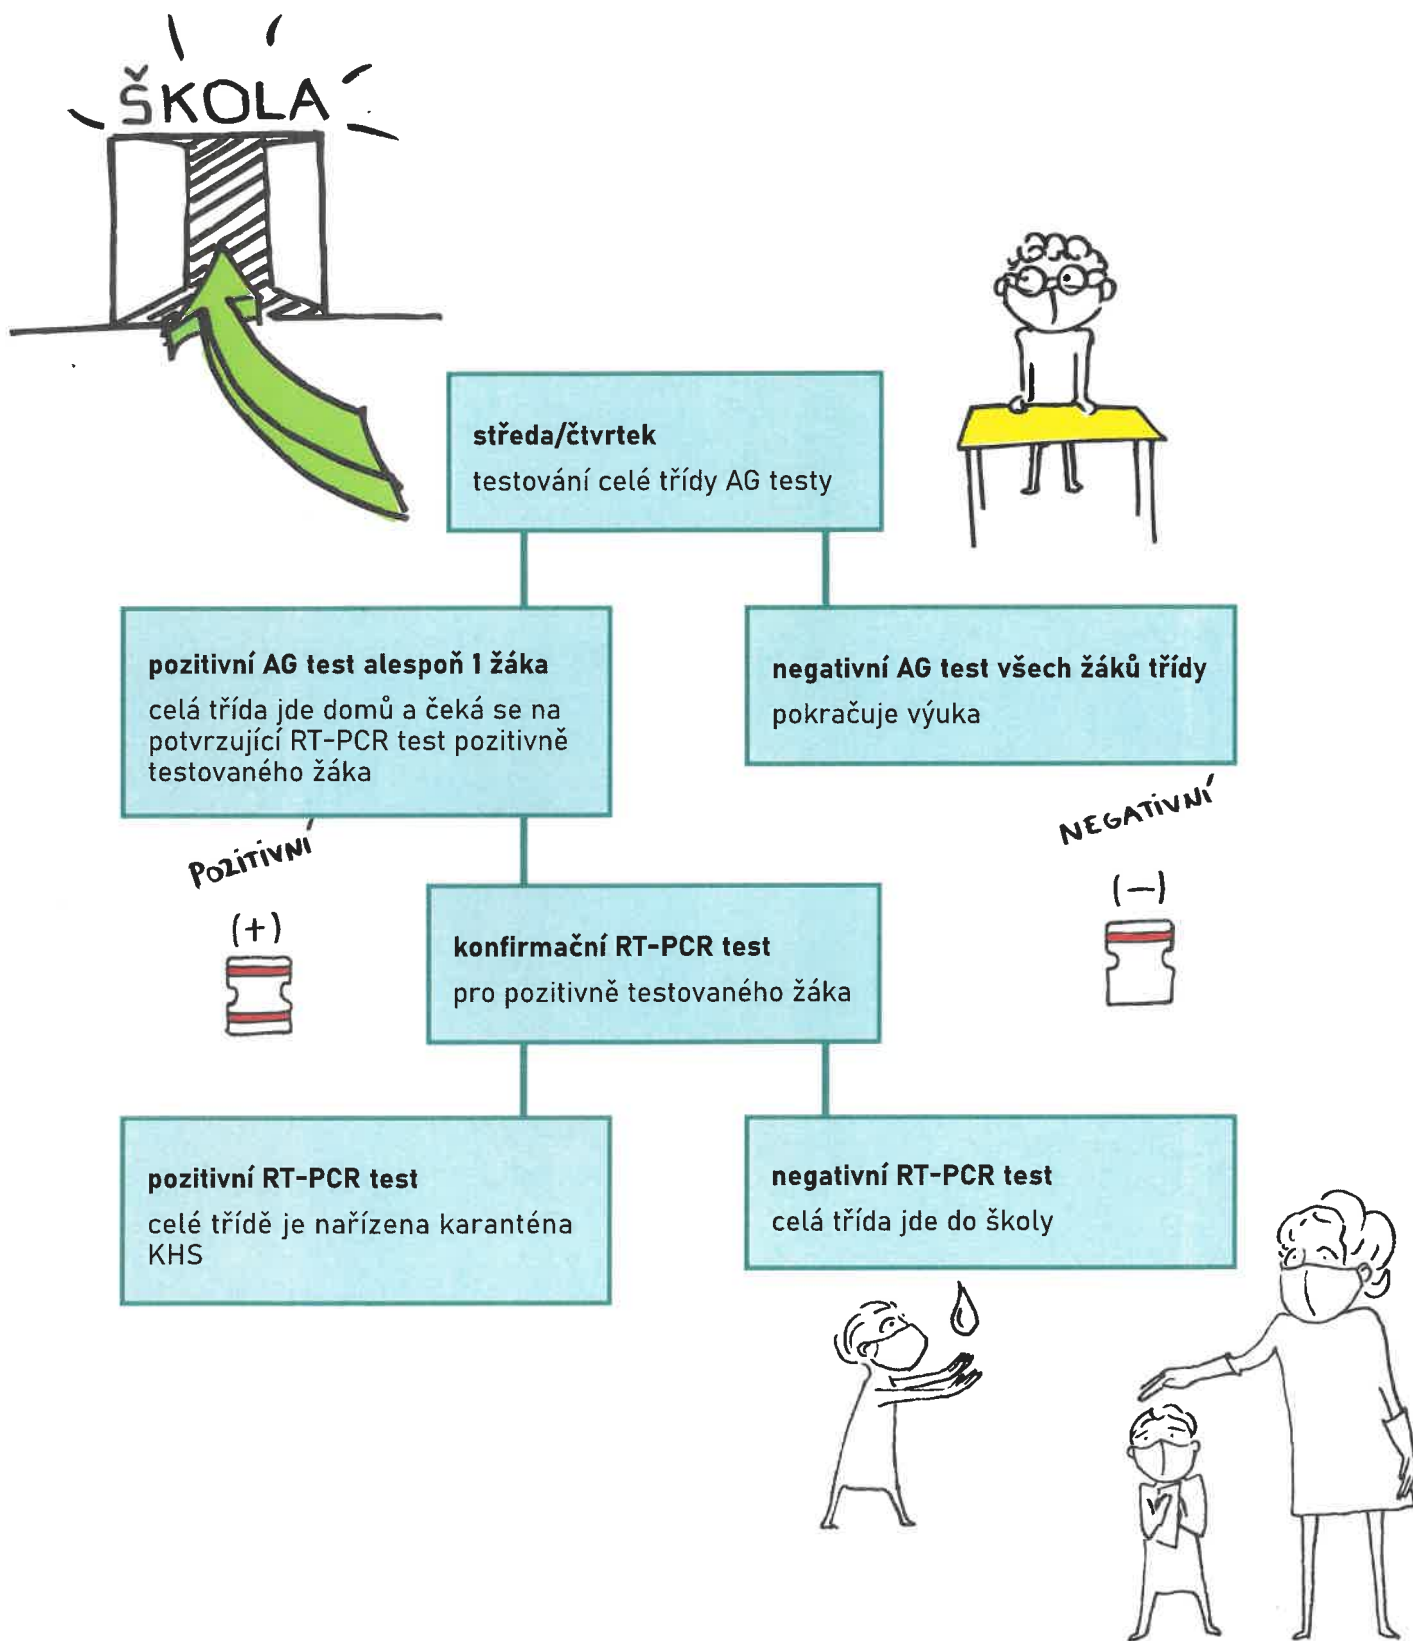 ŠKOLA
středa/čtvrtek
testování celé třídy AG testy
pozitivní AG test alespoň 1 žáka
celá třída jde domů a čeká se na
potvrzující RT-PCR test pozitivně
testovaného žáka
negativní AG test všech žáků třídy
pokračuje výuka
POZITIVNÍ
(+)
NEGATIVNÍ
(–)
konfirmační RT-PCR test
pro pozitivně testovaného žáka
pozitivní RT-PCR test
celé třídě je nařízena karanténa
KHS
negativní RT-PCR test
celá třída jde do školy